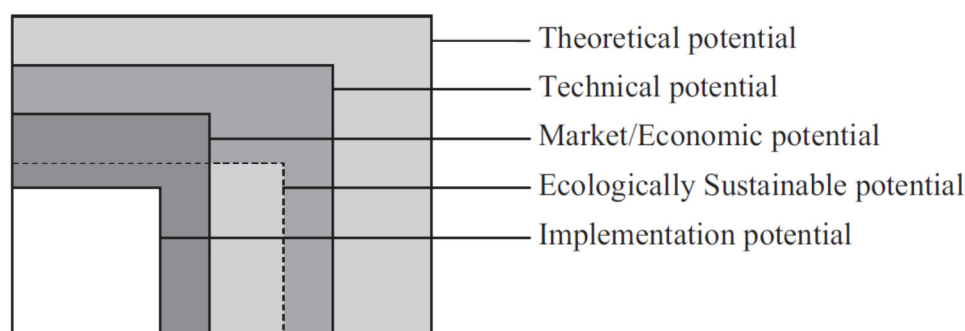 Theoretical potential
Technical potential
Market/Economic potential
Ecologically Sustainable potential
Implementation potential